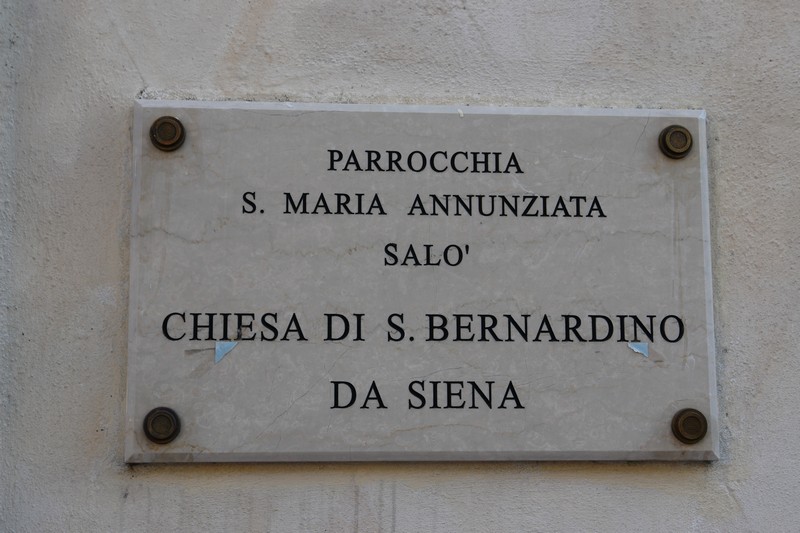 PARROCCHIA
S. MARIA ANNUNZIATA
SALO'
CHIESA DI S. BERNARDINO
DA SIENA